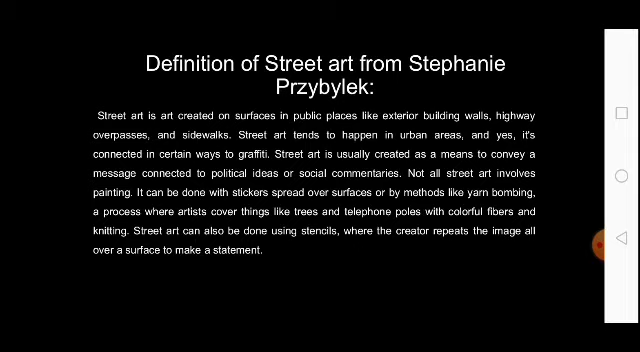 Definition of Street art from Stephanie
Przybylek:
Street art is art created on surfaces in public places like exterior building walls, highway
overpasses, and sidewalks. Street art tends to happen in urban areas, and yes, it's
connected in certain ways to graffiti. Street art is usually created as a means to convey a
message connected to political ideas or social commentaries. Not all street art involves
painting. It can be done with stickers spread over surfaces or by methods like yarn bombing,
a process where artists cover things like trees and telephone poles with colorful fibers and
knitting. Street art can also be done using stencils, where the creator repeats the image all
over a surface to make a statement.